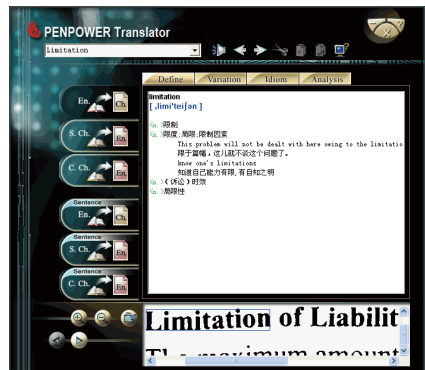 PENPOWER Translator
Limitation
Define Variation Idiom Analysis
En. Ch.
S. Ch. En.
C. Ch. En.
Sentence
En. Ch.
Sentence
S. Ch. En.
Sentence
C. Ch. En.
limitation
[ ,limi'teiʃən ]
<n. >限制
<n. >限度;局限;限制因素
This problem will not be dealt with here owing to the limitatio
限于篇幅，这儿就不谈这个问题了。
know one's limitations
知道自己能力有限,有自知之明
<n. >(诉讼)时效
<n. >局限性
Limitation of Liabilit
maximum amount